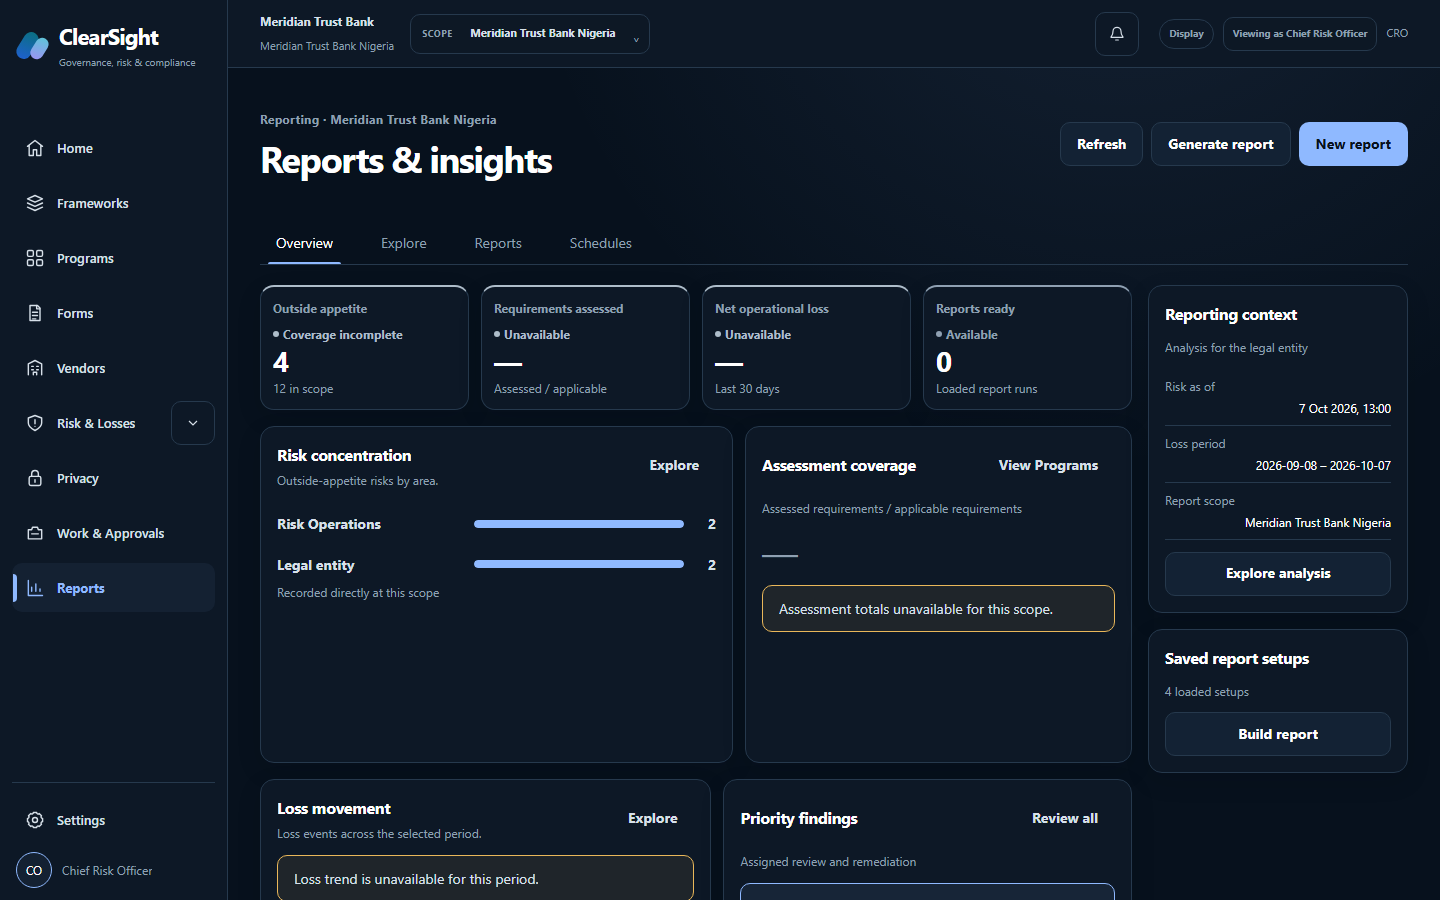 ClearSight
Governance, risk & compliance
Home
Frameworks
Programs
Forms
Vendors
Risk & Losses
Privacy
Work & Approvals
Reports
Settings
CO
Chief Risk Officer
Meridian Trust Bank
Meridian Trust Bank Nigeria
SCOPE
Meridian Trust Bank Nigeria
Display
Viewing as Chief Risk Officer
CRO
Reporting · Meridian Trust Bank Nigeria
Reports & insights
Refresh
Generate report
New report
Overview
Explore
Reports
Schedules
Outside appetite
Coverage incomplete
4
12 in scope
Requirements assessed
Unavailable
—
Assessed / applicable
Net operational loss
Unavailable
—
Last 30 days
Reports ready
Available
0
Loaded report runs
Risk concentration
Outside-appetite risks by area.
Explore
Risk Operations
2
Legal entity
2
Recorded directly at this scope
Assessment coverage
View Programs
Assessed requirements / applicable requirements
—
Assessment totals unavailable for this scope.
Loss movement
Loss events across the selected period.
Explore
Loss trend is unavailable for this period.
Priority findings
Review all
Assigned review and remediation
Reporting context
Analysis for the legal entity
Risk as of
7 Oct 2026, 13:00
Loss period
2026-09-08 – 2026-10-07
Report scope
Meridian Trust Bank Nigeria
Explore analysis
Saved report setups
4 loaded setups
Build report